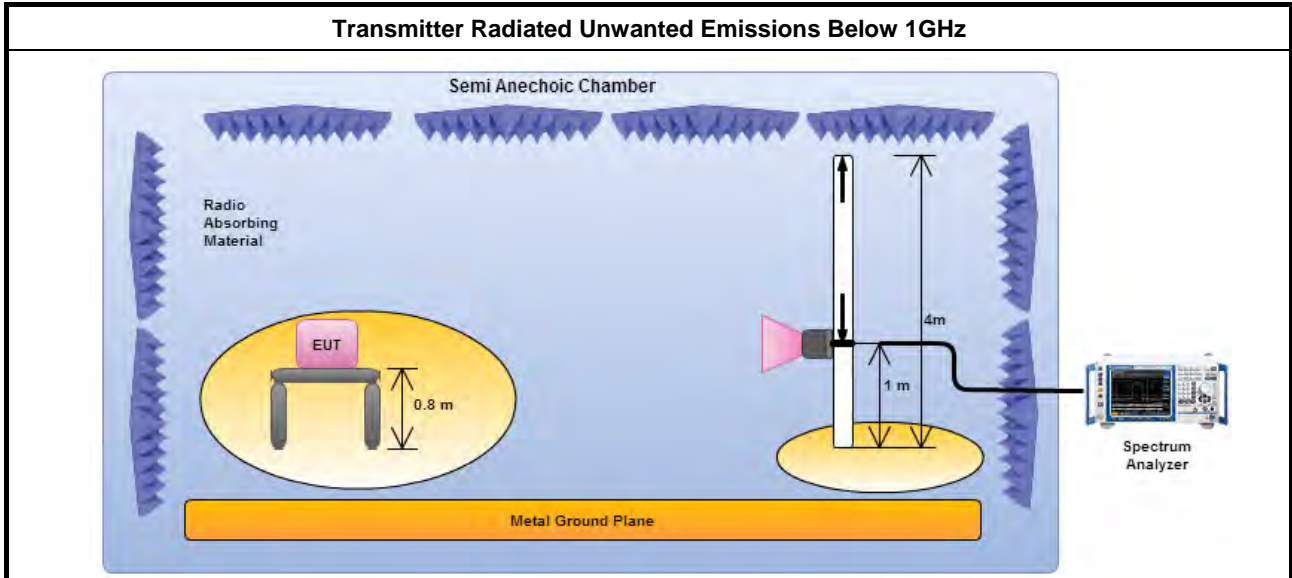 Transmitter Radiated Unwanted Emissions Below 1GHz
Semi Anechoic Chamber
Radio
Absorbing
Material
EUT
0.8 m
4m
1 m
Spectrum
Analyzer
Metal Ground Plane